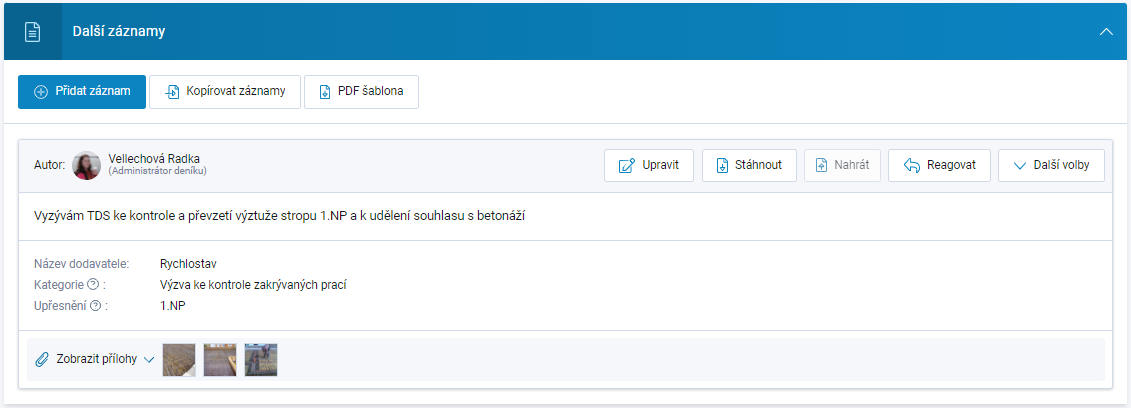 Další záznamy
Přidat záznam Kopírovat záznamy PDF šablona
Autor: Vellechová Radka
(Administrátor deníku)
Upravit Stáhnout Nahrát Reagovat Další volby
Vyzývám TDS ke kontrole a převzetí výztuže stropu 1.NP a k udělení souhlasu s betonáží
Název dodavatele: Rychlostav
Kategorie ? : Výzva ke kontrole zakrývaných prací
Upřesnění ? : 1.NP
Zobrazit přílohy